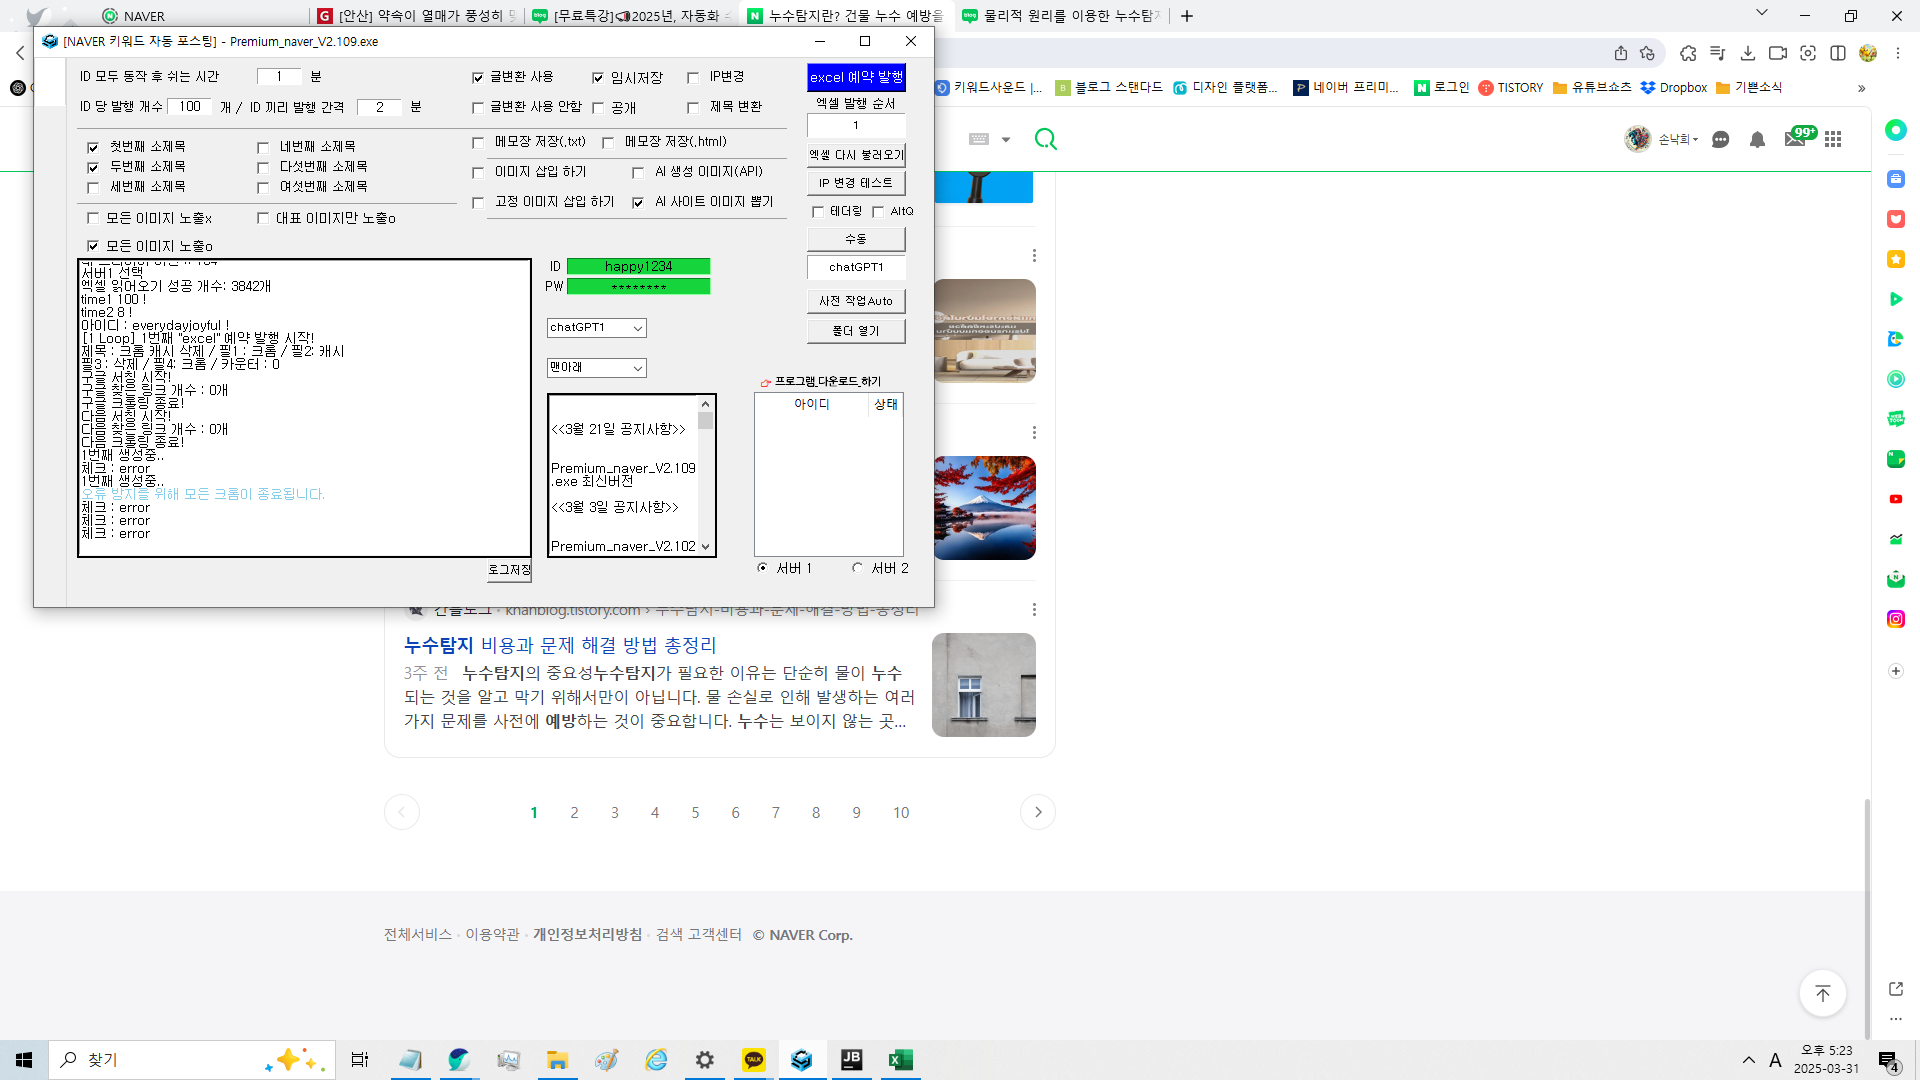 NAVER
[안산] 약속이 열매가 풍성히 맺
[무료특강]📢2025년, 자동화 수
누수탐지란? 건물 누수 예방을
물리적 원리를 이용한 누수탐지
[NAVER 키워드 자동 포스팅] - Premium_naver_V2.109.exe
ID 모두 동작 후 쉬는 시간 1 분
글변환 사용 임시저장 IP변경
excel 예약 발행
ID 당 발행 개수 100 개 / ID 끼리 발행 간격 2 분
글변환 사용 안함 공개 제목 변환
엑셀 발행 순서
1
첫번째 소제목 네번째 소제목
두번째 소제목 다섯번째 소제목
세번째 소제목 여섯번째 소제목
모든 이미지 노출x 대표 이미지만 노출o
모든 이미지 노출o
메모장 저장(.txt) 메모장 저장(.html)
이미지 삽입 하기 AI 생성 이미지(API)
고정 이미지 삽입 하기 AI 사이트 이미지 뽑기
엑셀 다시 불러오기
IP 변경 테스트
테더링 AltQ
수동
chatGPT1
사전 작업Auto
폴더 열기
서버1 선택
엑셀 읽어오기 성공 개수: 3842개
time1 100 !
time2 8 !
아이디 : everydayjoyful !
[1 Loop] 1번째 "excel" 예약 발행 시작!
제목 : 크롬 캐시 삭제 / 필1 : 크롬 / 필2: 캐시
필3 : 삭제 / 필4: 크롬 / 카운터 : 0
구글 서칭 시작!
구글 찾은 링크 개수 : 0개
구글 크롤링 종료!
다음 서칭 시작!
다음 찾은 링크 개수 : 0개
다음 크롤링 종료!
1번째 생성중..
체크 : error
1번째 생성중..
오류 방지를 위해 모든 크롬이 종료됩니다.
체크 : error
체크 : error
체크 : error
로그저장
ID happy1234
PW ********
chatGPT1
맨아래
<<3월 21일 공지사항>>
Premium_naver_V2.109
.exe 최신버전
<<3월 3일 공지사항>>
Premium_naver_V2.102
프로그램_다운로드_하기
아이디 상태
서버 1 서버 2
키워드사운드 |...
블로그 스탠다드
디자인 플랫폼...
네이버 프리미...
로그인
TISTORY
유튜브쇼츠
Dropbox
기쁜소식
손낙희
99+
khanblog.tistory.com › 누수탐지-비용과-문제-해결-방법-총정리
누수탐지 비용과 문제 해결 방법 총정리
3주 전 누수탐지의 중요성누수탐지가 필요한 이유는 단순히 물이 누수
되는 것을 알고 막기 위해서만이 아닙니다. 물 손실로 인해 발생하는 여러
가지 문제를 사전에 예방하는 것이 중요합니다. 누수는 보이지 않는 곳...
1 2 3 4 5 6 7 8 9 10
전체서비스 · 이용약관 · 개인정보처리방침 · 검색 고객센터 © NAVER Corp.
찾기
TALK
JB
A
오후 5:23
2025-03-31
4